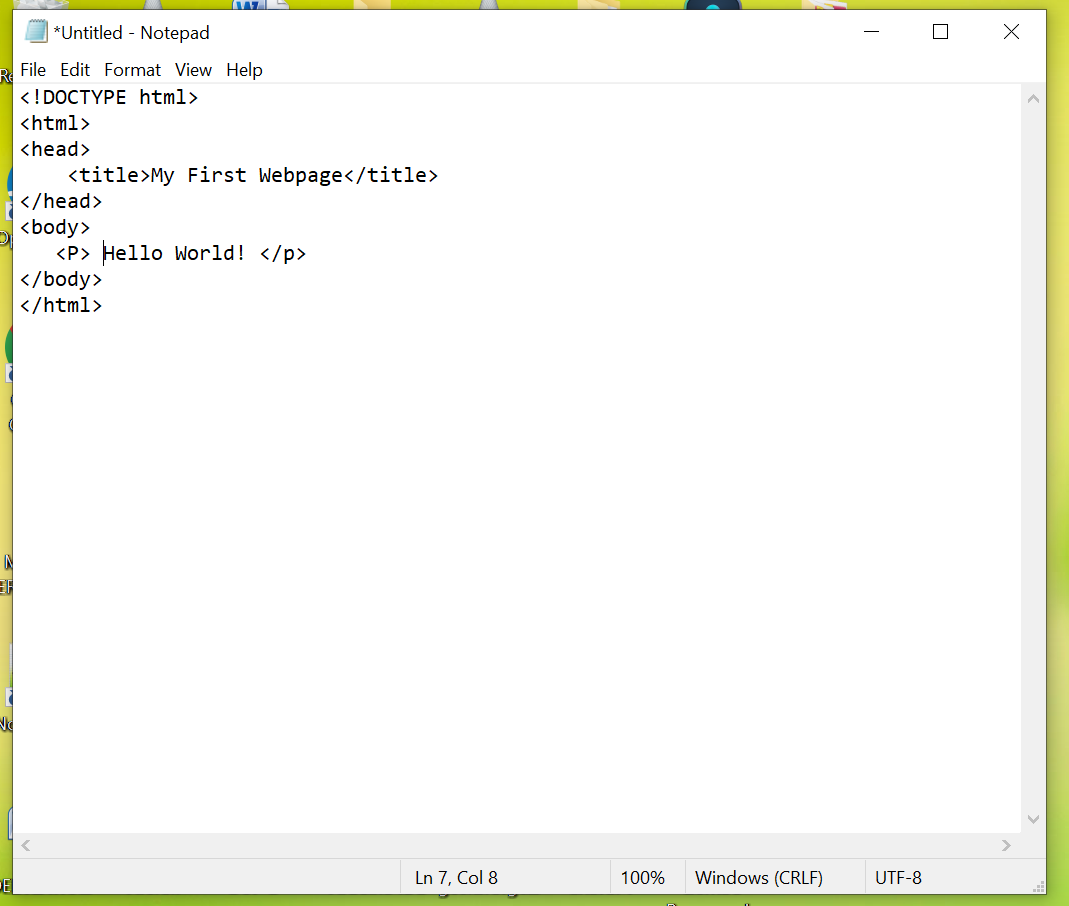 *Untitled - Notepad
File Edit Format View Help
<!DOCTYPE html>
<html>
<head>
    <title>My First Webpage</title>
</head>
<body>
   <P> Hello World! </p>
</body>
</html>
Ln 7, Col 8 100% Windows (CRLF) UTF-8